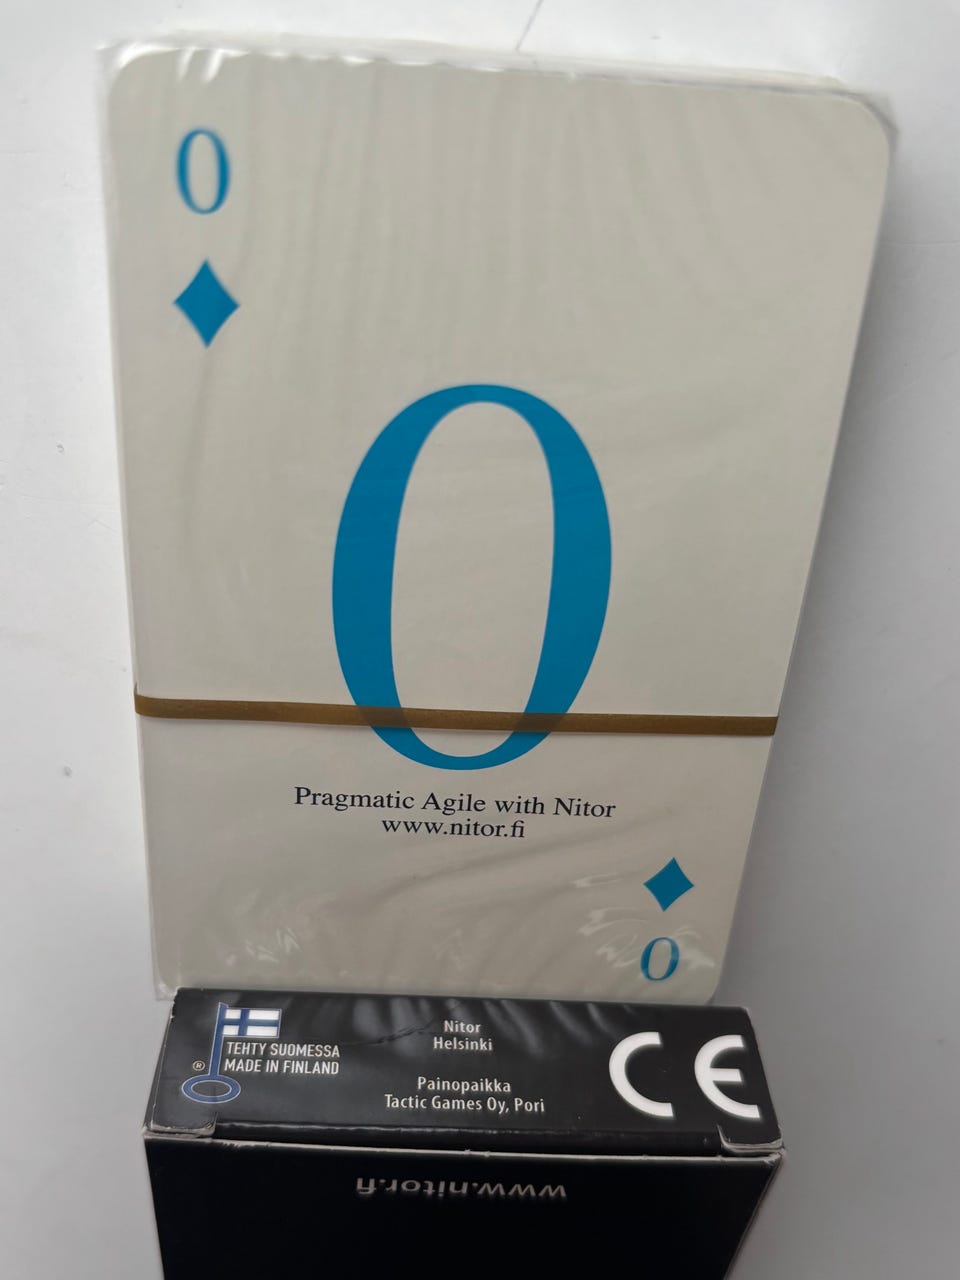 0
0
Pragmatic Agile with Nitor
www.nitor.fi
0
TEHTY SUOMESSA
® MADE IN FINLAND
Nitor
Helsinki
Painopaikka
Tactic Games Oy, Pori
CE
www.nitor.fi